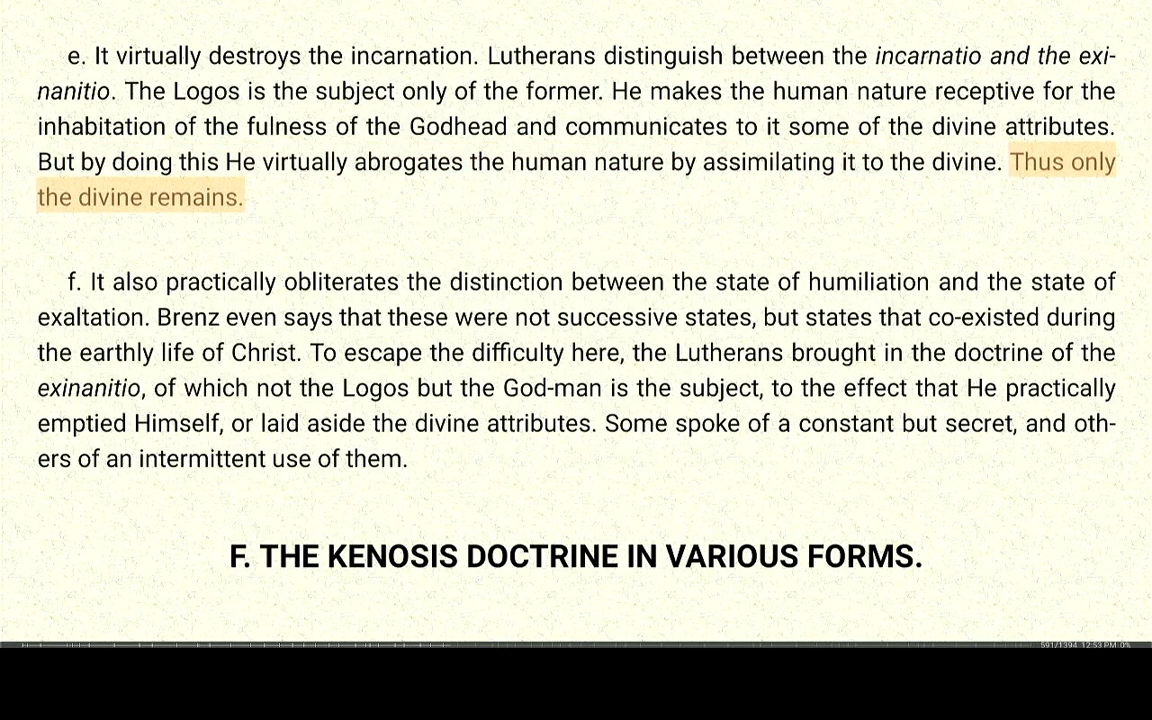 e. It virtually destroys the incarnation. Lutherans distinguish between the incarnatio and the exi-
nanitio. The Logos is the subject only of the former. He makes the human nature receptive for the
inhabitation of the fulness of the Godhead and communicates to it some of the divine attributes.
But by doing this He virtually abrogates the human nature by assimilating it to the divine. Thus only
the divine remains.
f. It also practically obliterates the distinction between the state of humiliation and the state of
exaltation. Brenz even says that these were not successive states, but states that co-existed during
the earthly life of Christ. To escape the difficulty here, the Lutherans brought in the doctrine of the
exinanitio, of which not the Logos but the God-man is the subject, to the effect that He practically
emptied Himself, or laid aside the divine attributes. Some spoke of a constant but secret, and oth-
ers of an intermittent use of them.
F. THE KENOSIS DOCTRINE IN VARIOUS FORMS.
591/1394 12:53 PM 0%